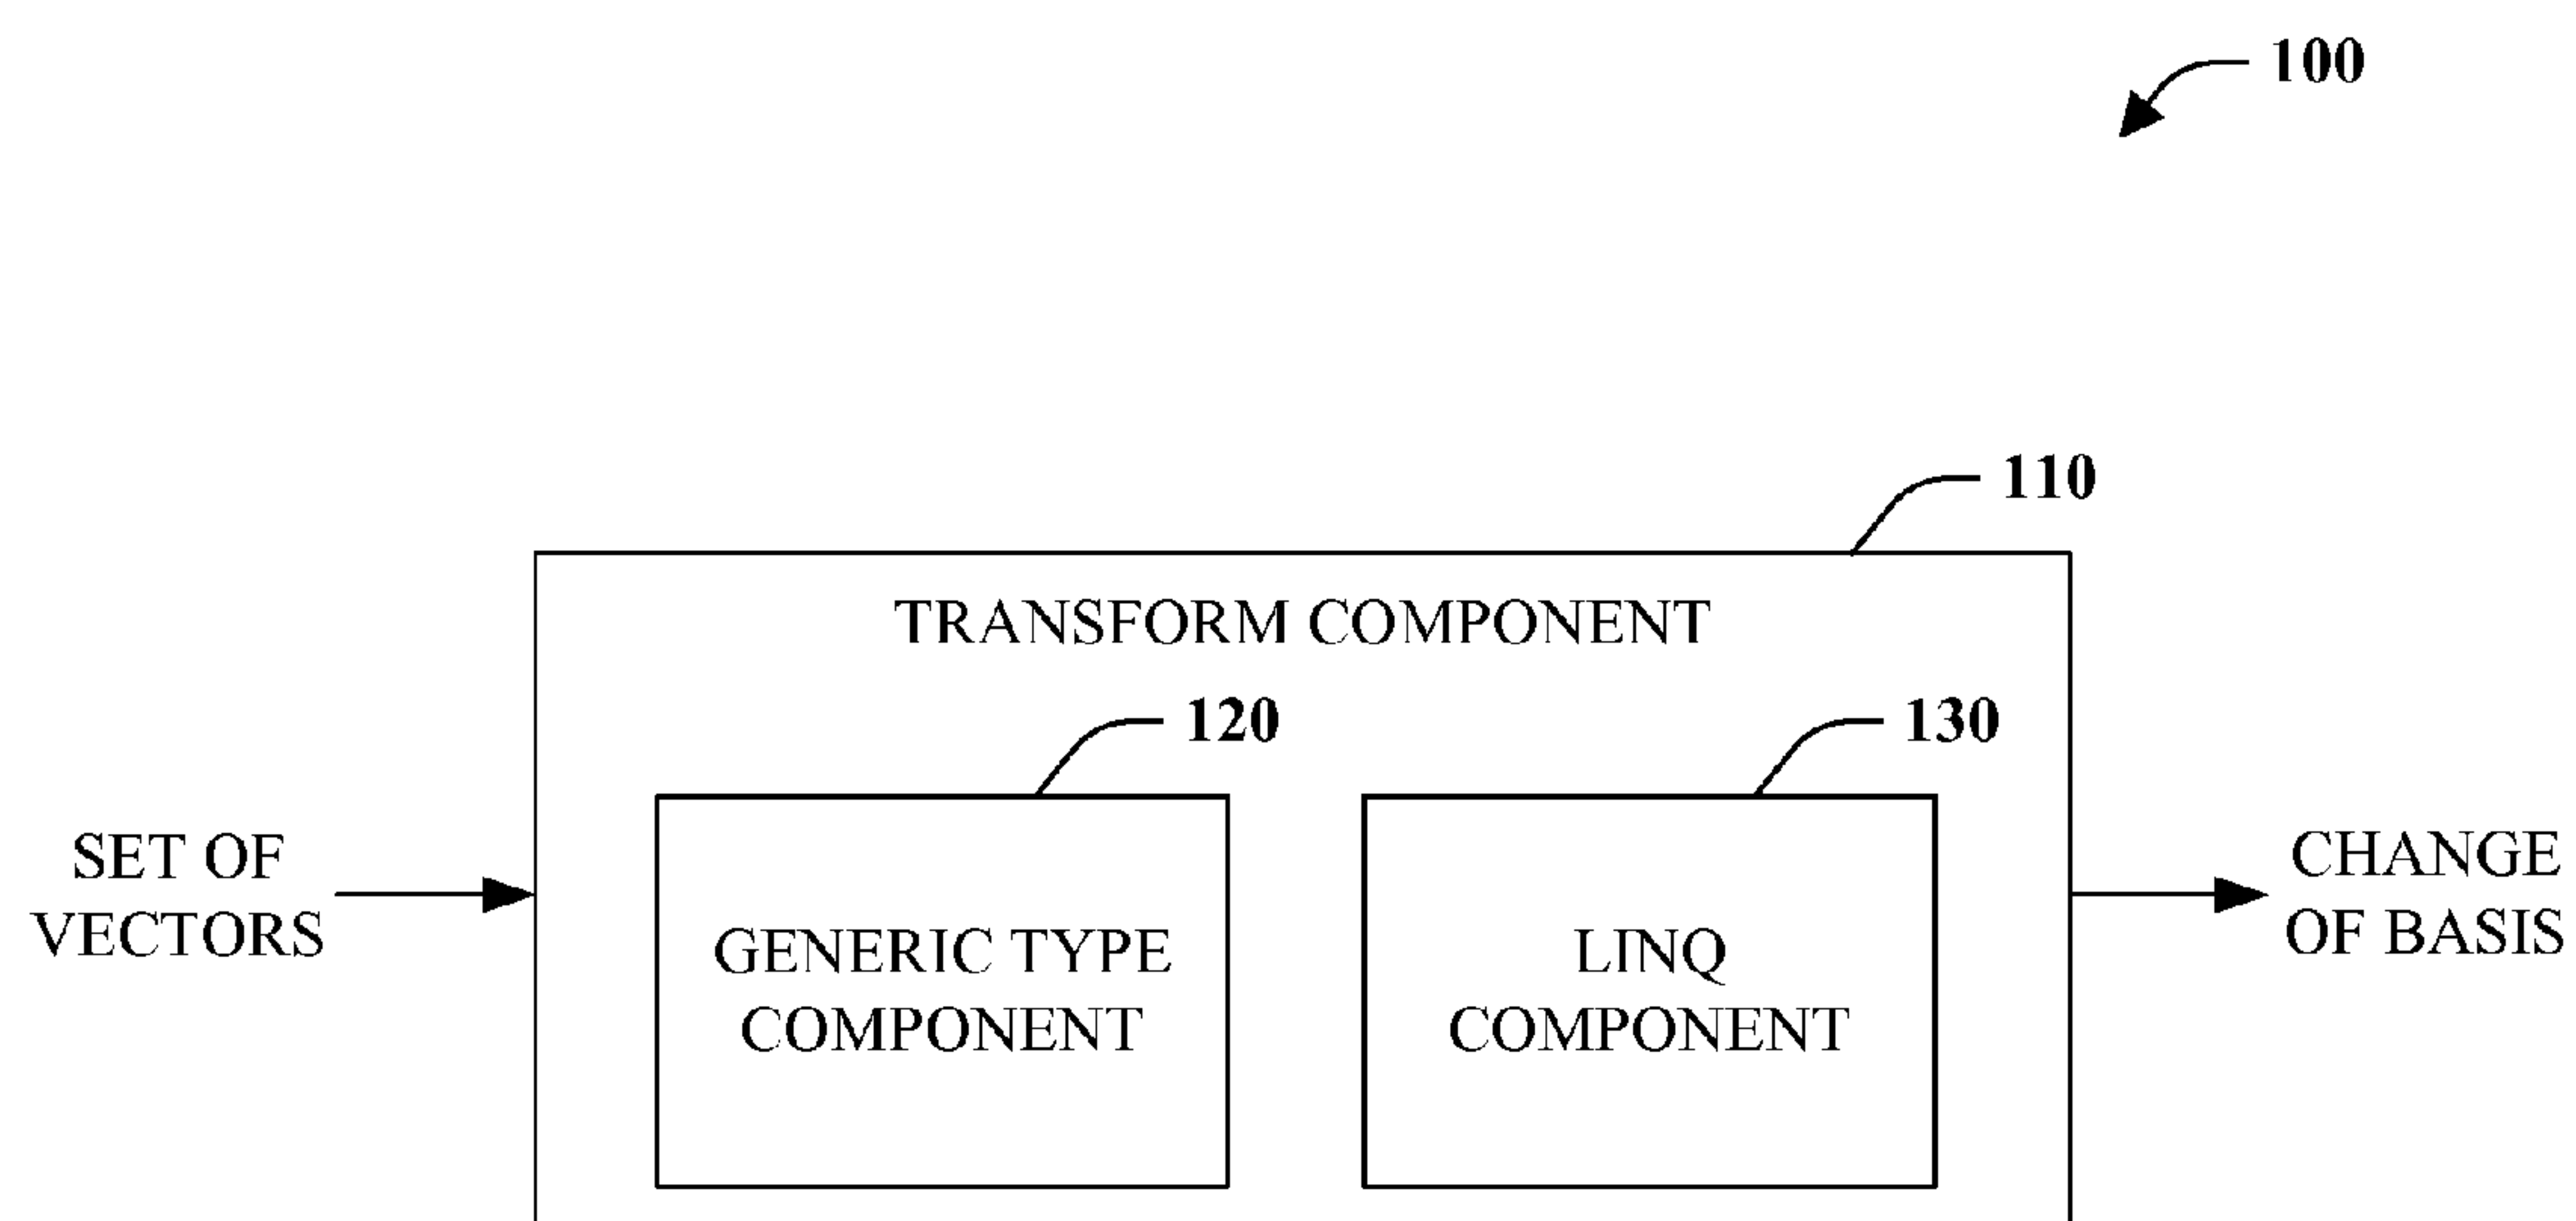 100
110
TRANSFORM COMPONENT
120
130
SET OF
VECTORS
GENERIC TYPE
COMPONENT
LINQ
COMPONENT
CHANGE
OF BASIS